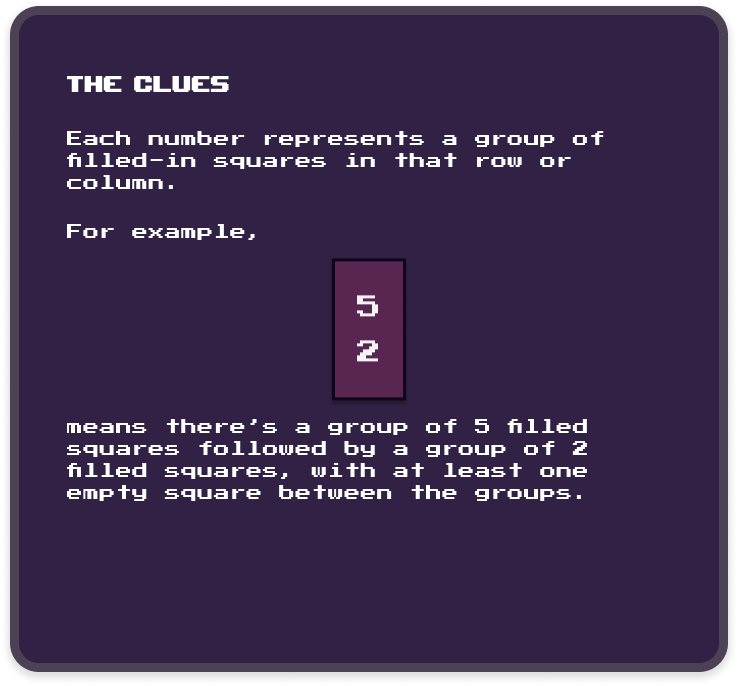 THE CLUES
Each number represents a group of
filled-in squares in that row or
column.
For example,
5
2
means there's a group of 5 filled
squares followed by a group of 2
filled squares, with at least one
empty square between the groups.